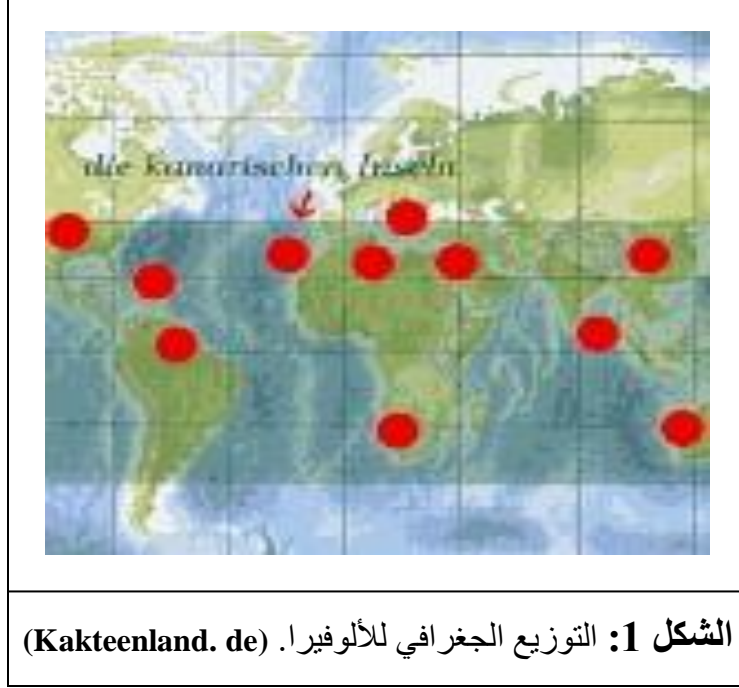 die kanarischen Inseln
الشكل 1: التوزيع الجغرافي للألوفيرا. (Kakteenland. de)